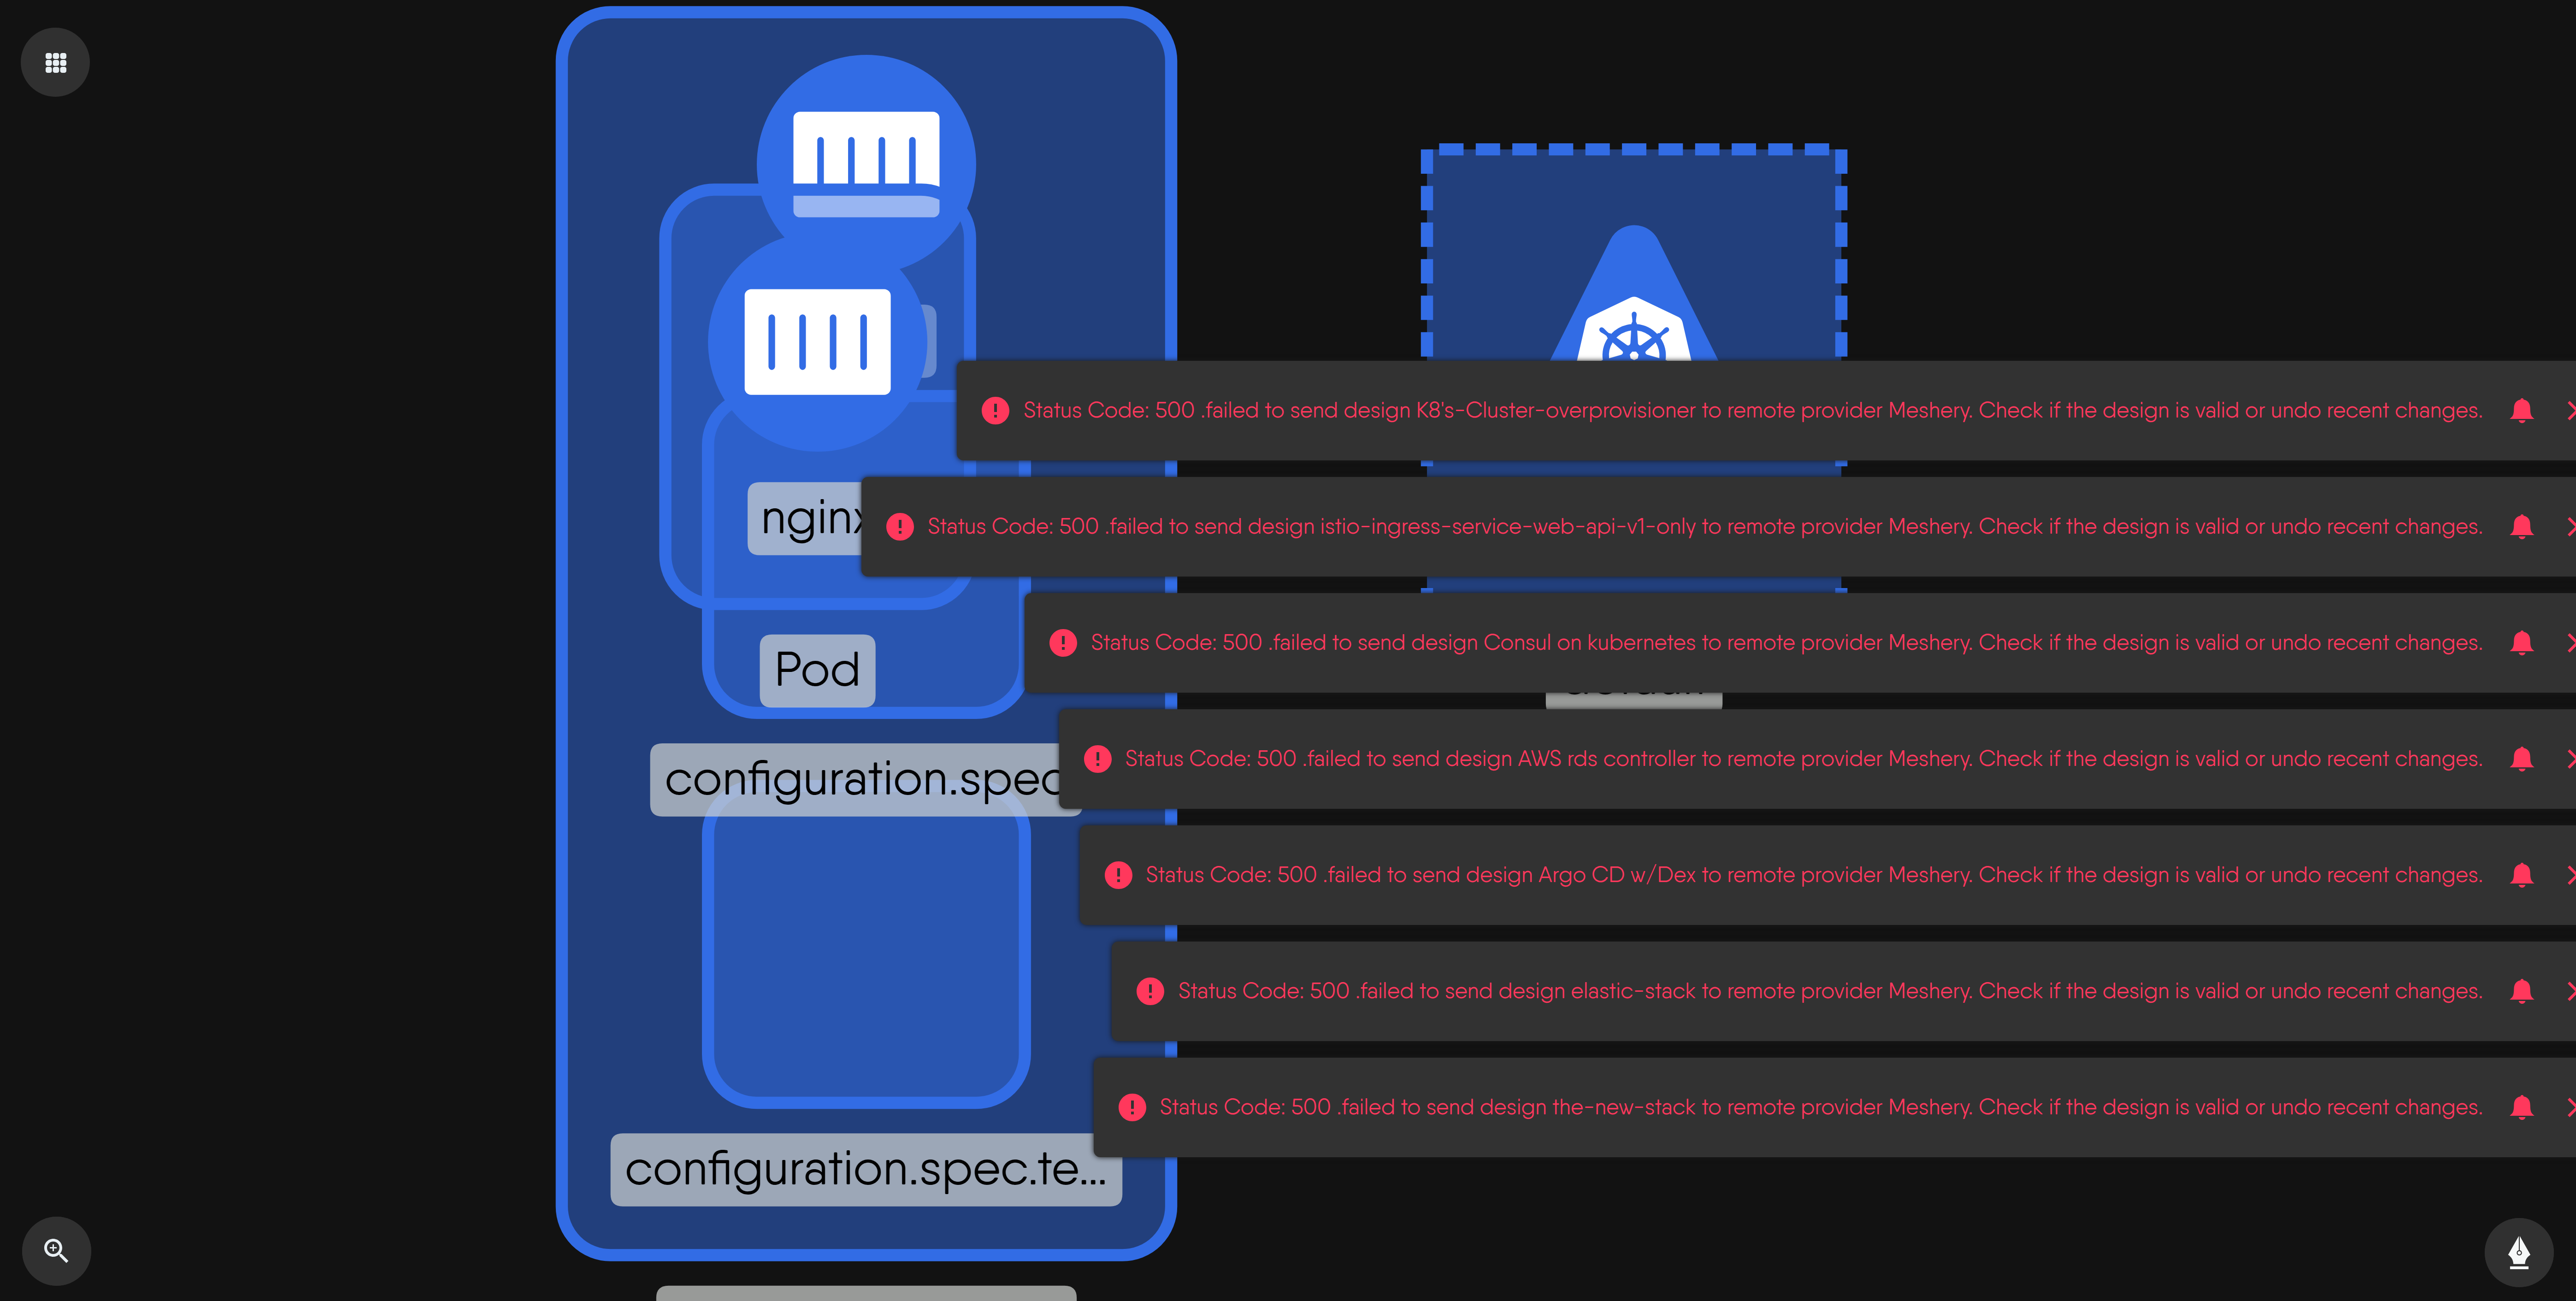 Status Code: 500 .failed to send design K8's-Cluster-overprovisioner to remote provider Meshery. Check if the design is valid or undo recent changes.
nginx
Status Code: 500 .failed to send design istio-ingress-service-web-api-v1-only to remote provider Meshery. Check if the design is valid or undo recent changes.
Status Code: 500 .failed to send design Consul on kubernetes to remote provider Meshery. Check if the design is valid or undo recent changes.
Pod
Status Code: 500 .failed to send design AWS rds controller to remote provider Meshery. Check if the design is valid or undo recent changes.
configuration.spec
Status Code: 500 .failed to send design Argo CD w/Dex to remote provider Meshery. Check if the design is valid or undo recent changes.
Status Code: 500 .failed to send design elastic-stack to remote provider Meshery. Check if the design is valid or undo recent changes.
Status Code: 500 .failed to send design the-new-stack to remote provider Meshery. Check if the design is valid or undo recent changes.
configuration.spec.te...